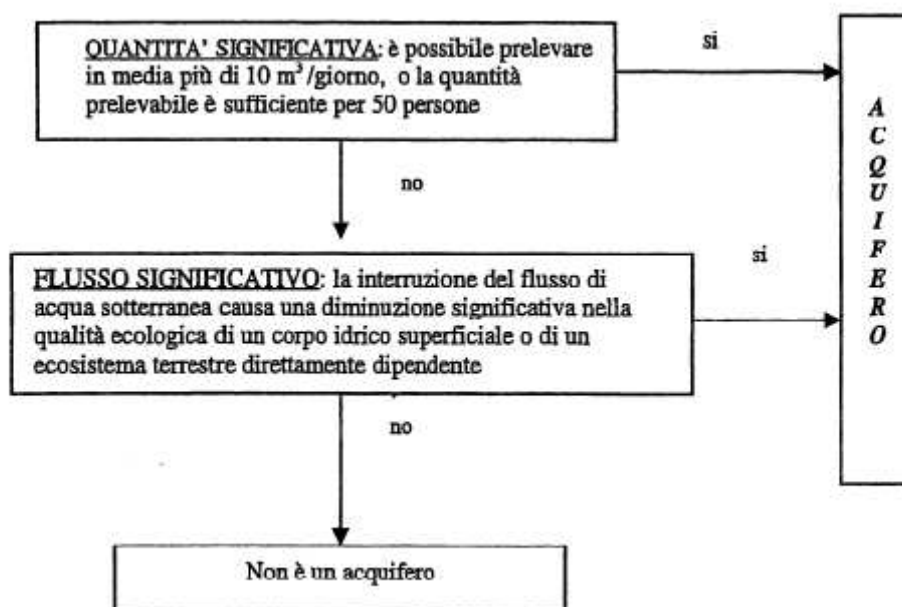 QUANTITA' SIGNIFICATIVA: è possibile prelevare
in media più di 10 m³/giorno, o la quantità
prelevabile è sufficiente per 50 persone
si
no
FLUSSO SIGNIFICATIVO: la interruzione del flusso di
acqua sotterranea causa una diminuzione significativa nella
qualità ecologica di un corpo idrico superficiale o di un
ecosistema terrestre direttamente dipendente
si
no
Non è un acquifero
ACQUIFERO